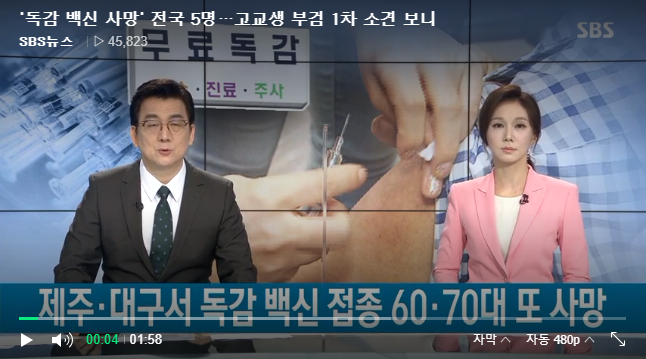 '독감 백신 사망' 전국 5명…고교생 부검 1차 소견 보니
SBS뉴스 ▷ 45,823
SBS
무료독감
·진료·주사
제주·대구서 독감 백신 접종 60·70대 또 사망
00:04 01:58 자막 자동 480p